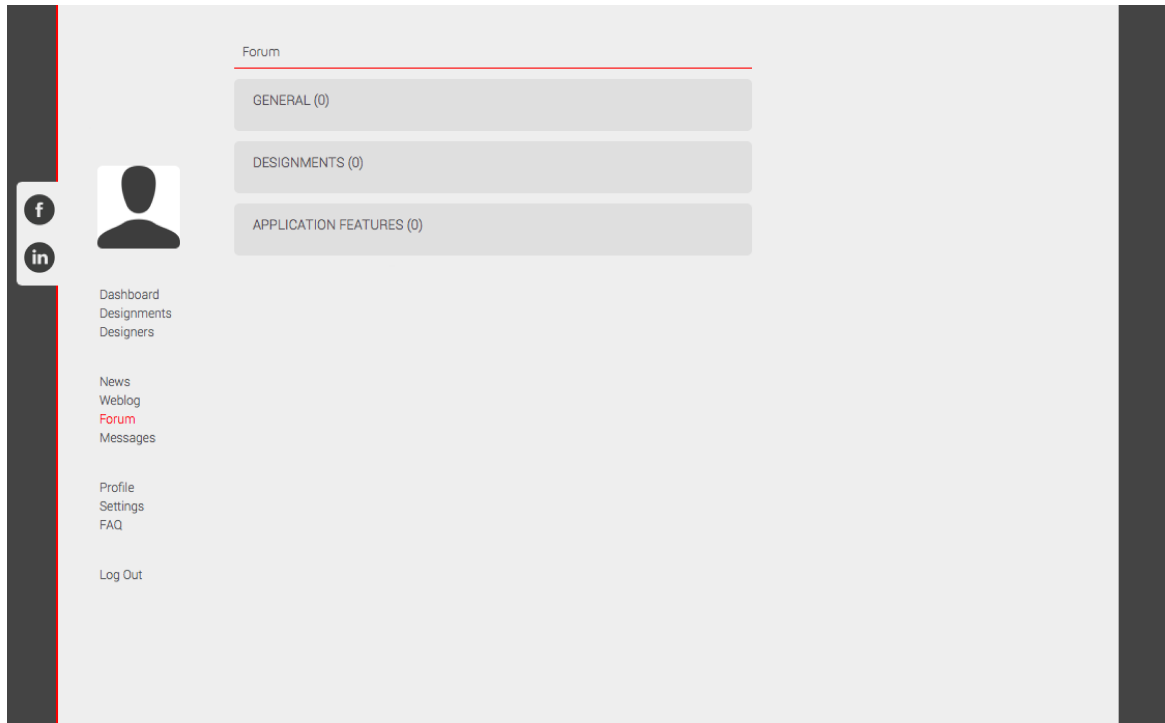 Forum
GENERAL (0)
DESIGNMENTS (0)
APPLICATION FEATURES (0)
f
in
Dashboard
Designments
Designers
News
Weblog
Forum
Messages
Profile
Settings
FAQ
Log Out